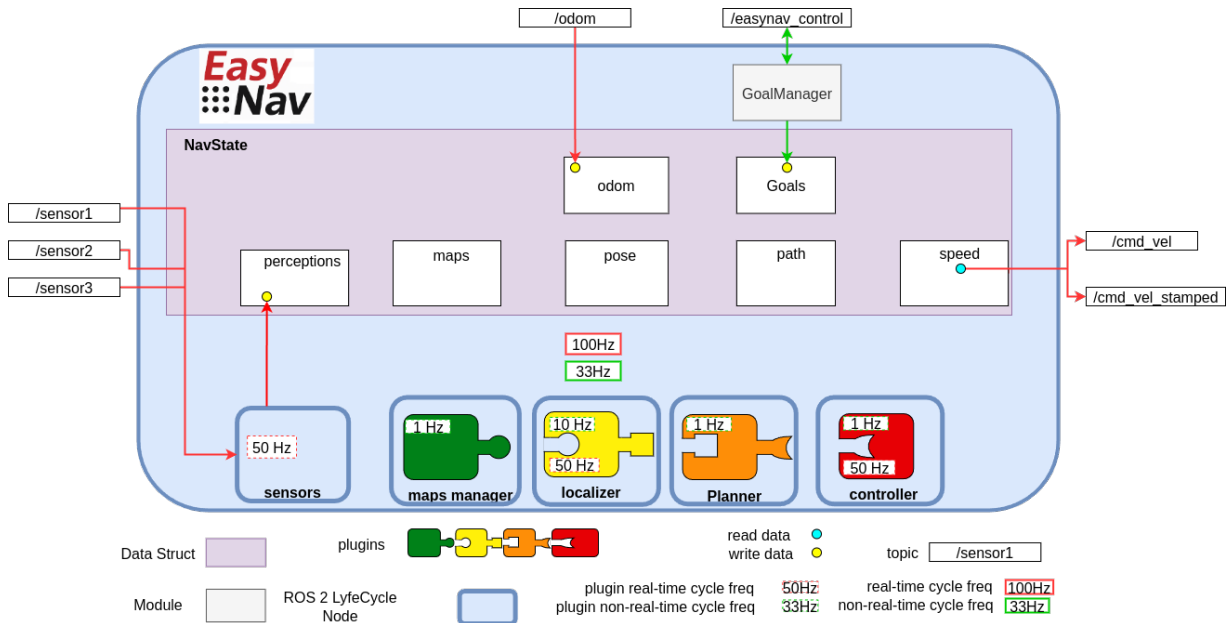 /odom
/easynav_control
Easy
Nav
GoalManager
NavState
odom
Goals
/sensor1
/sensor2
/sensor3
perceptions
maps
pose
path
speed
/cmd_vel
/cmd_vel_stamped
100Hz
33Hz
50 Hz
sensors
1 Hz
maps manager
10 Hz
50 Hz
localizer
1 Hz
Planner
1 Hz
50 Hz
controller
Data Struct
plugins
read data
write data
topic
/sensor1
Module
ROS 2 LyfeCycle
Node
plugin real-time cycle freq
50Hz
plugin non-real-time cycle freq
33Hz
real-time cycle freq
100Hz
non-real-time cycle freq
33Hz